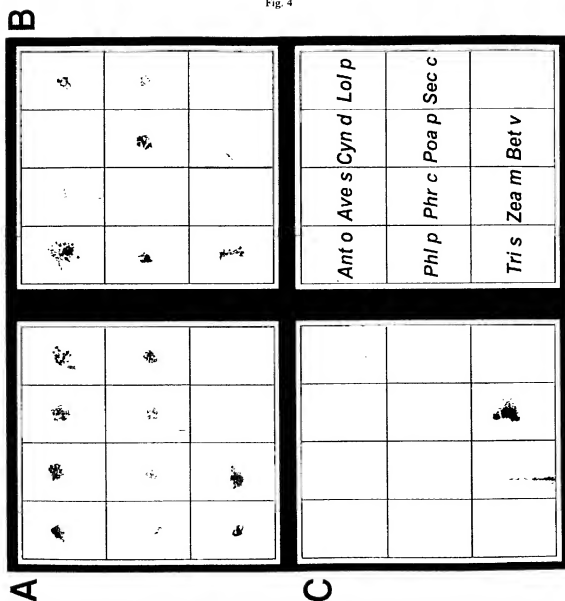 Fig. 4
A
B
C
Ant o Ave s Cyn d Lol p
Phl p Phr c Poa p Sec c
Tri s Zea m Bet v